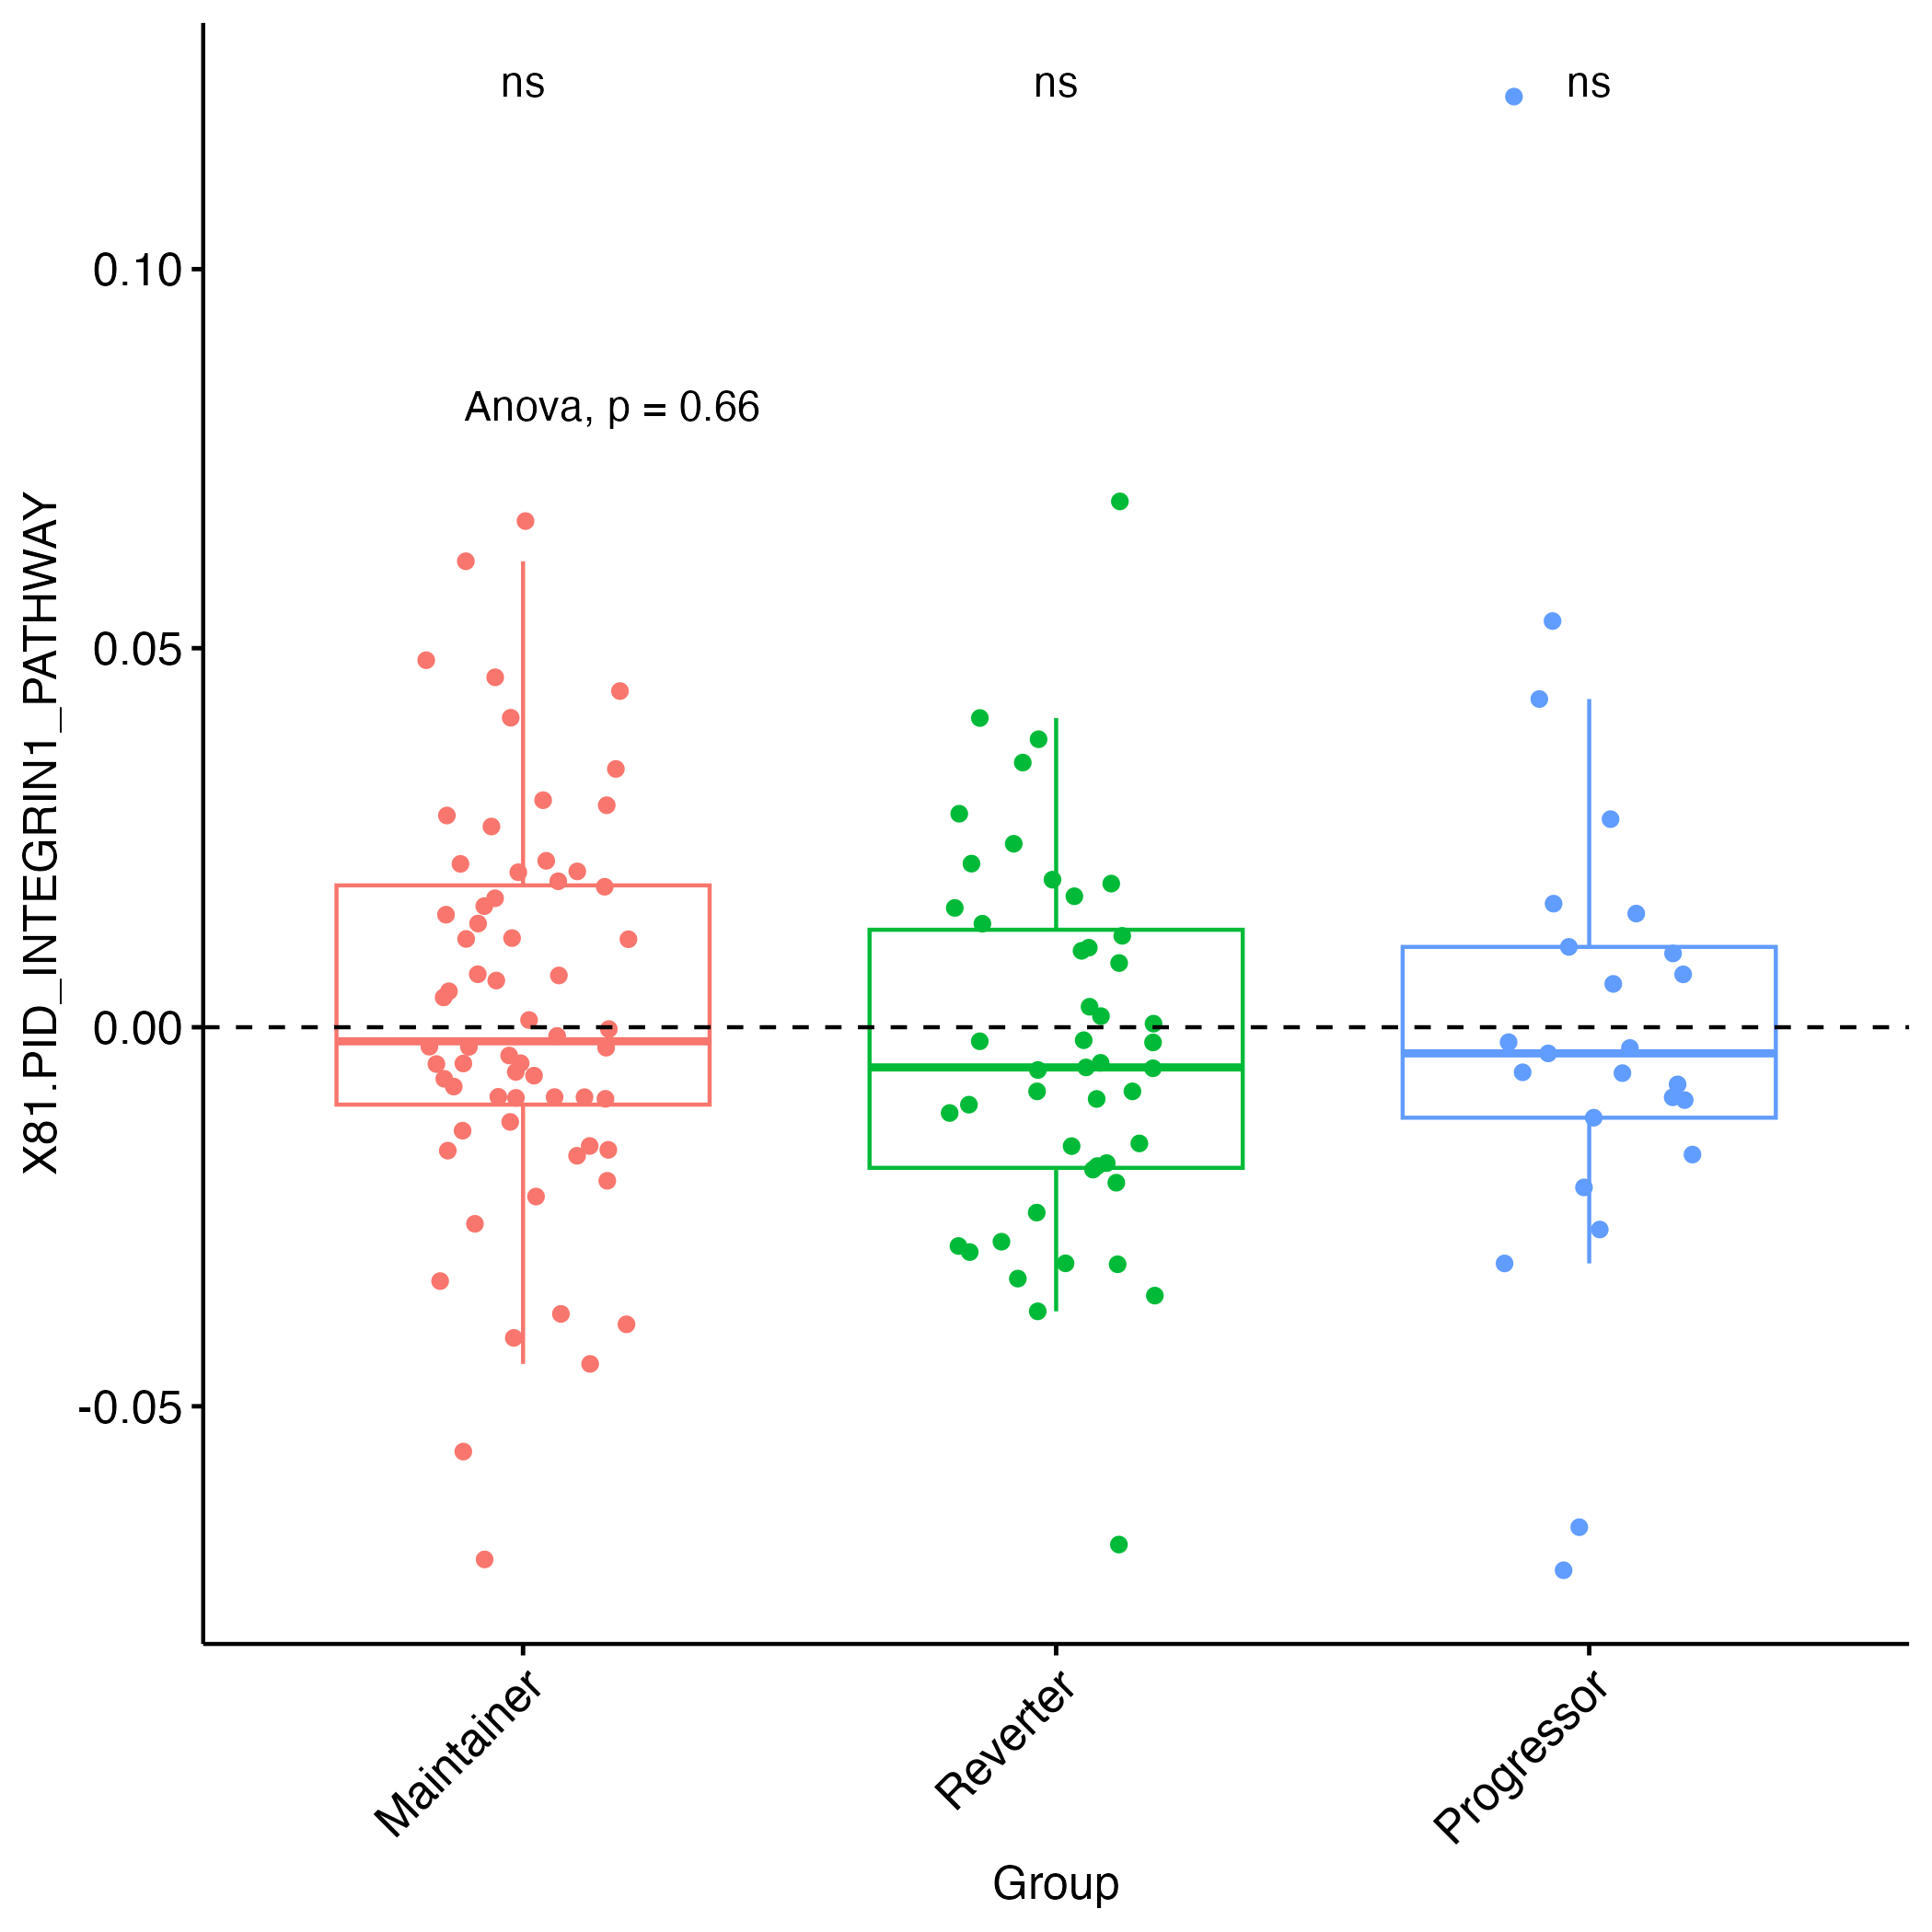 ns ns ns
0.10
Anova, p = 0.66
0.05
0.00
-0.05
X81.PID_INTEGRIN1_PATHWAY
Maintainer Reverter Progressor
Group